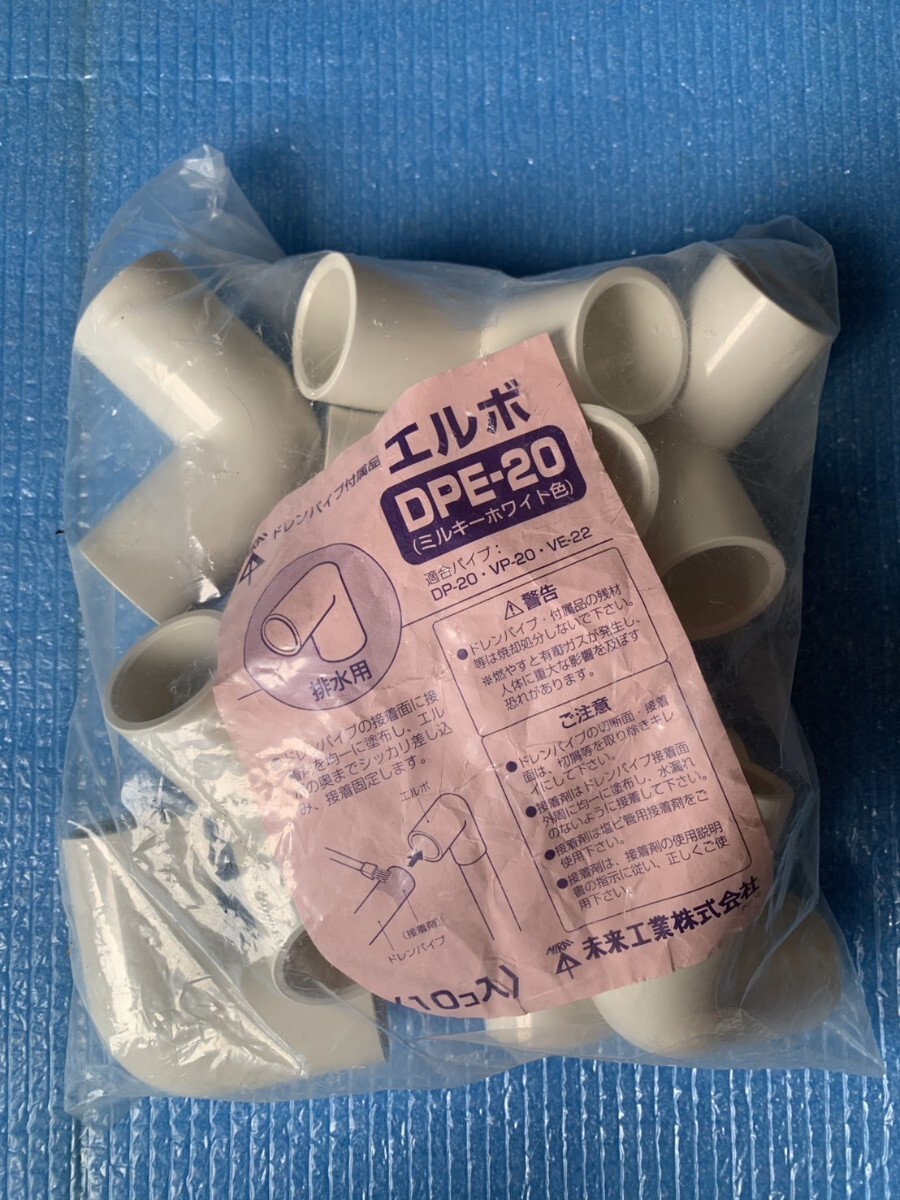 MIRAI ドレンパイプ付属品
エルボ
DPE-20
(ミルキーホワイト色)
適合パイプ:
DP-20・VP-20・VE-22
排水用
ドレンパイプの接着面に接
を均一に塗布し、エル
の奥までシッカリ差し込
み、接着固定します。
エルボ
(接着剤)
ドレンパイプ
⚠警告
●ドレンパイプ・付属品の残材
等は焼却処分しないで下さい。
※燃やすと有毒ガスが発生し、
人体に重大な影響を及ぼす
恐れがあります。
ご注意
●ドレンパイプの切断面・接着
面は、切屑等を取り除きキレ
イにして下さい。
●接着剤はドレンパイプ接着面
外周に均一に塗布し、水漏れ
のないように接着して下さい。
●接着剤は塩ビ管用接着剤をご
使用下さい。
●接着剤は、接着剤の使用説明
書の指示に従い、正しくご使
用下さい。
MIRAI 未来工業株式会社